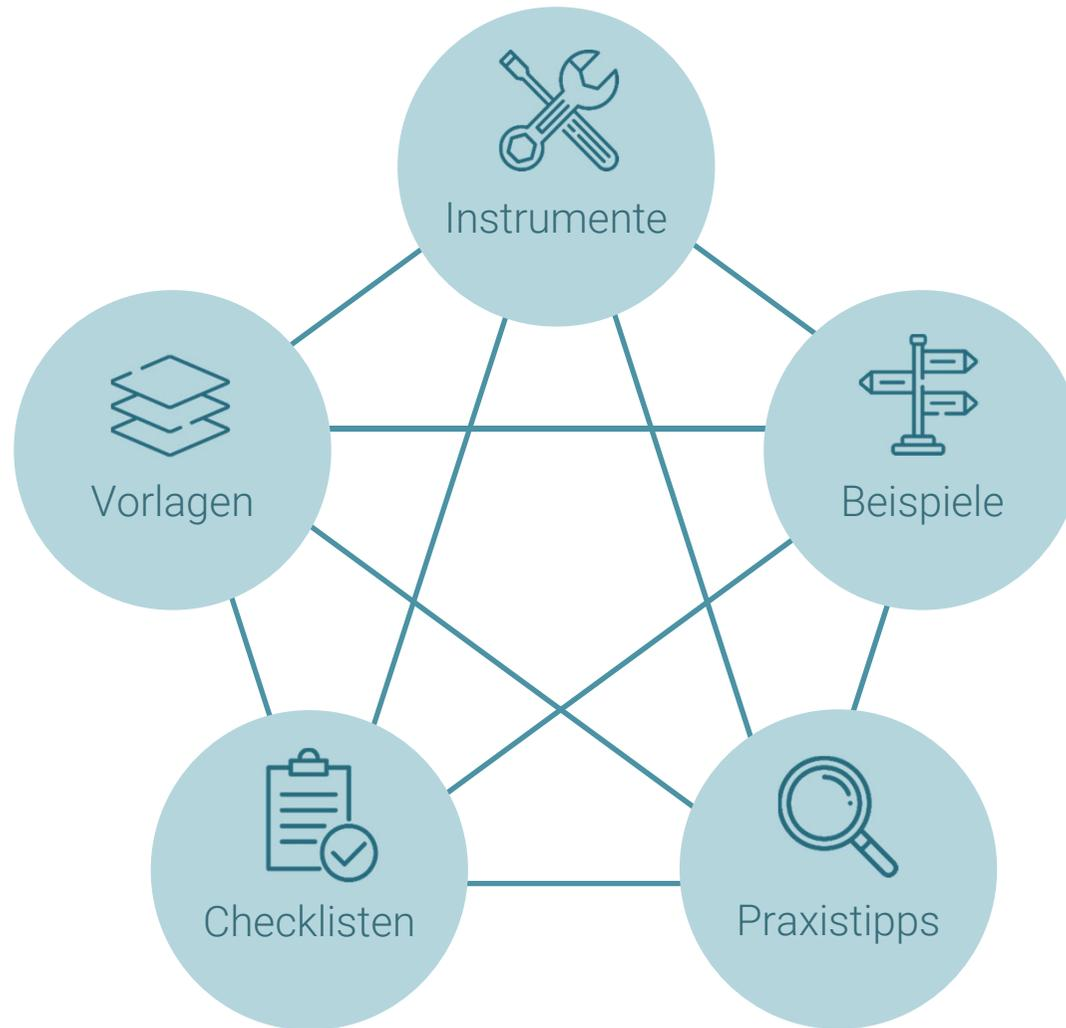 Instrumente
Vorlagen
Beispiele
Checklisten
Praxistipps